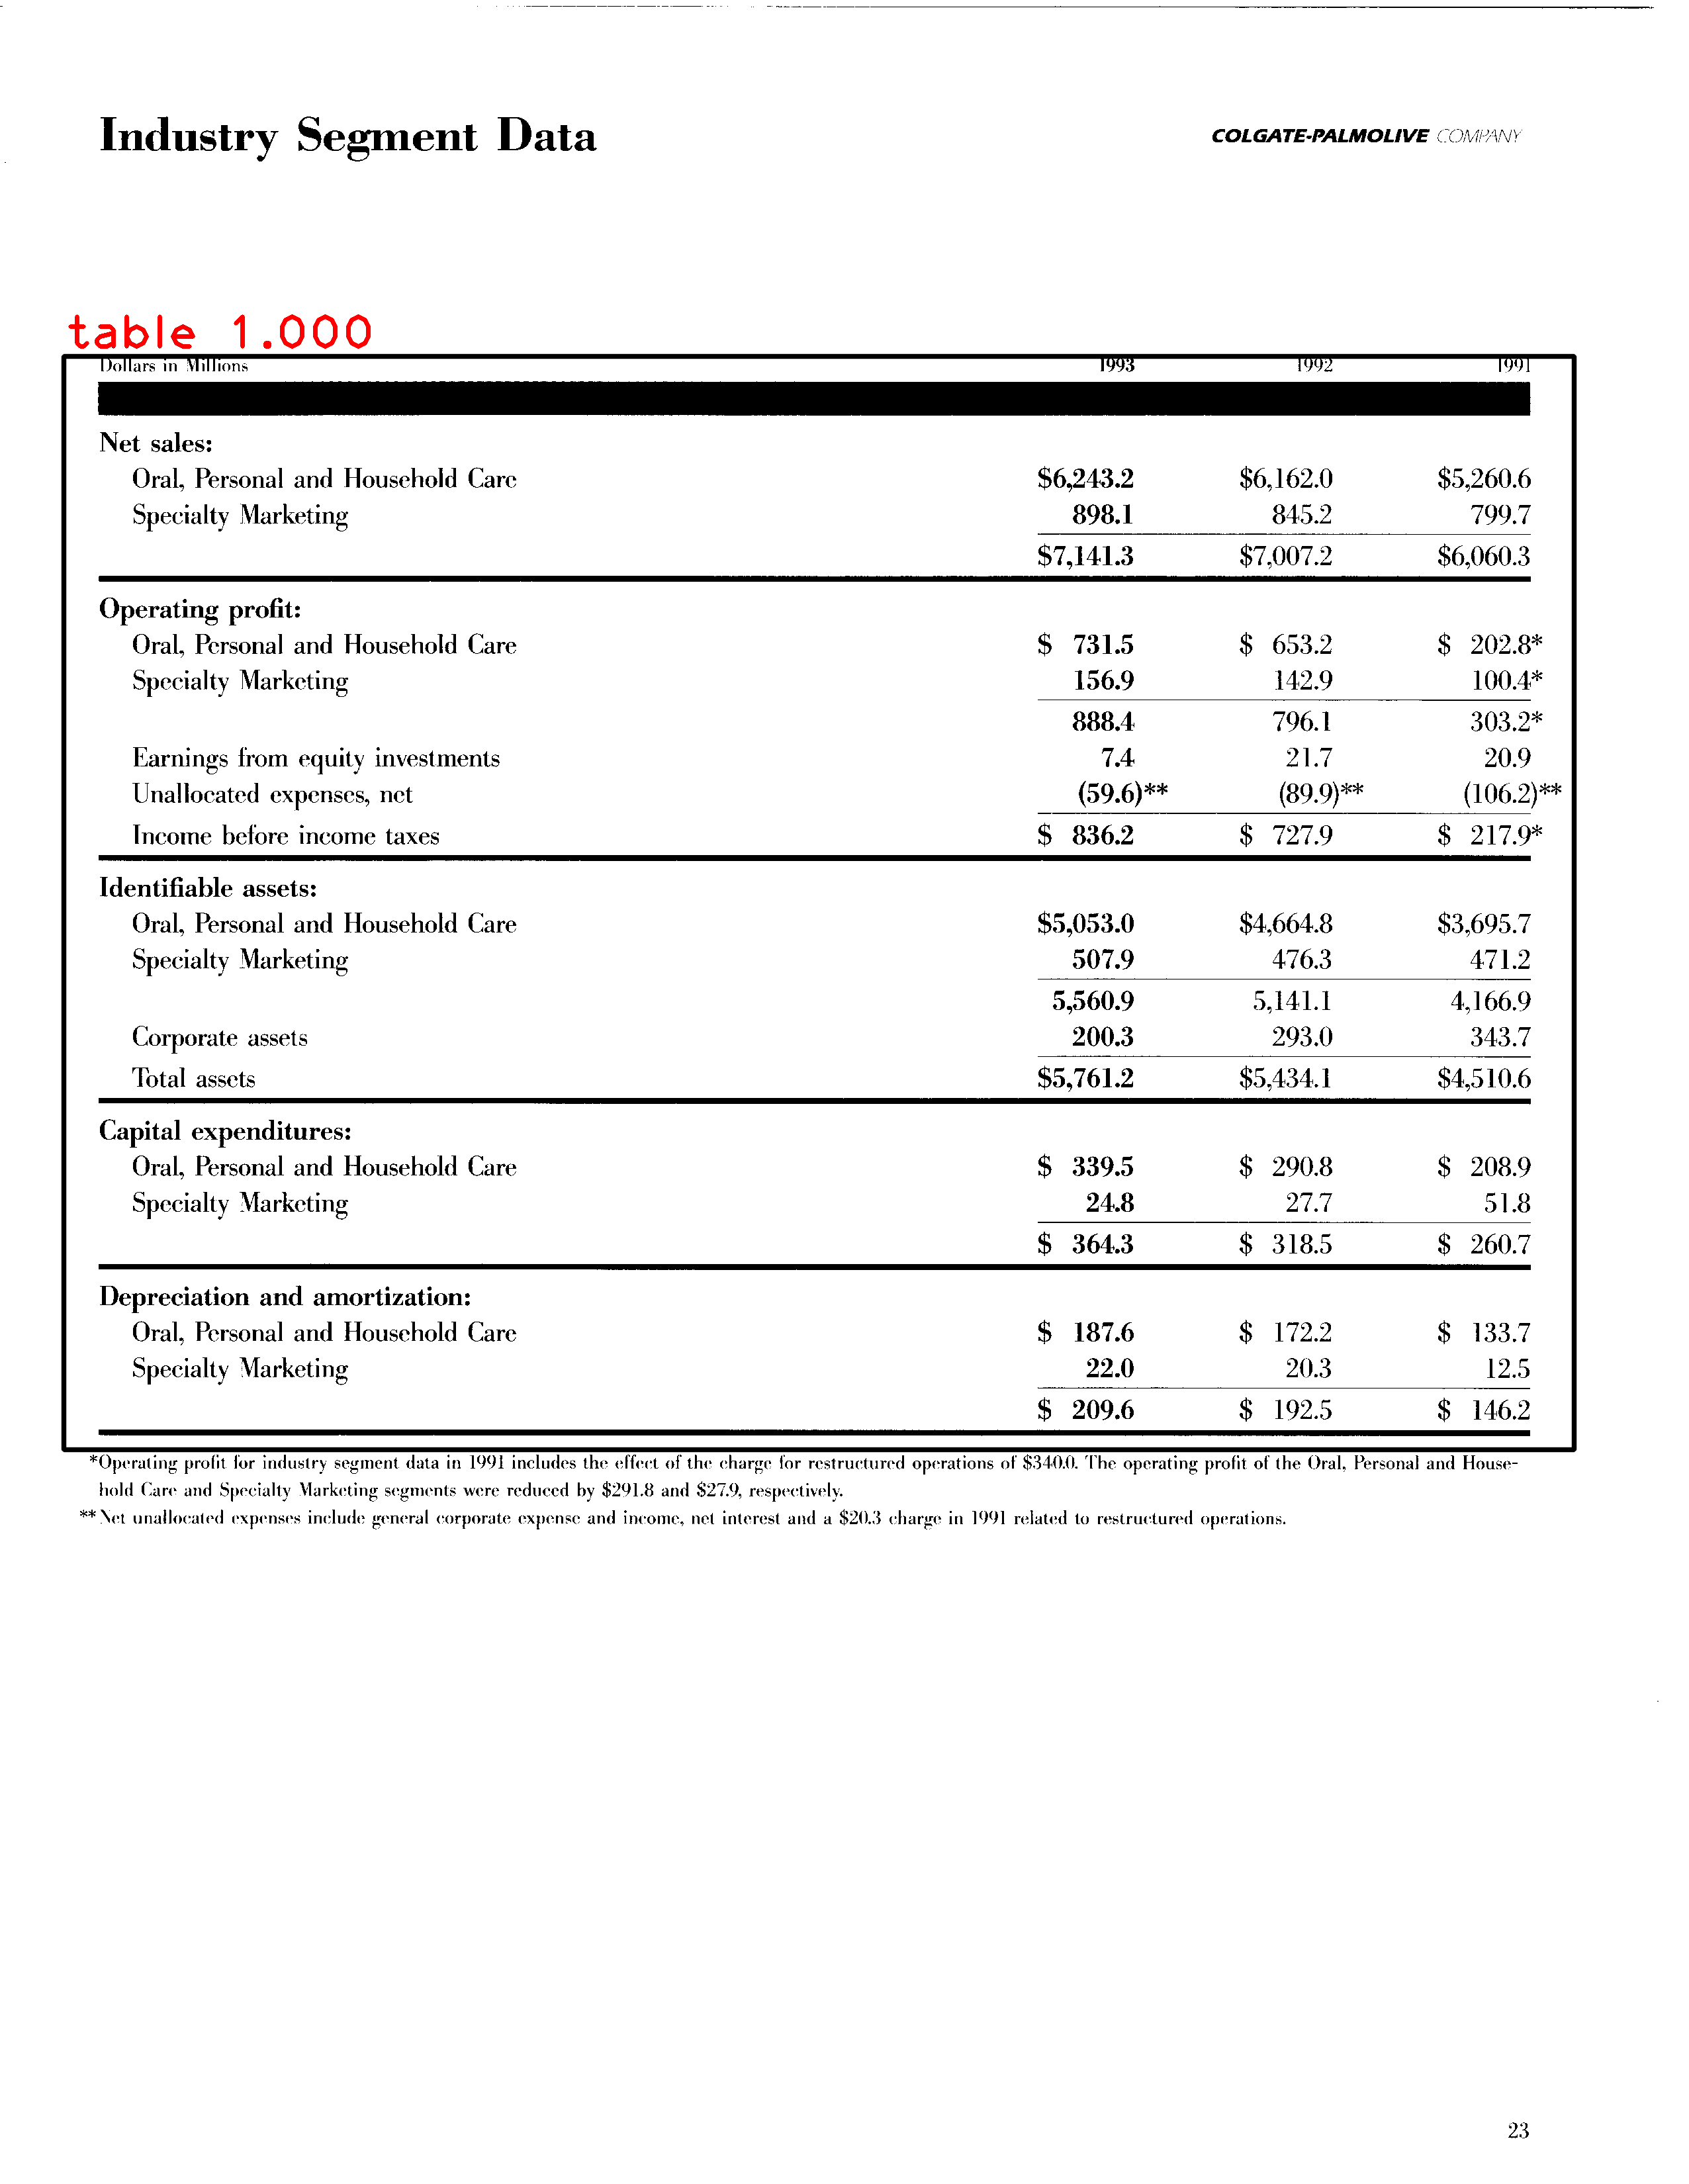 Industry Segment Data
COLGATE-PALMOLIVE COMPANY
table 1.000
Dollars in Millions 1993 1992 1991
Net sales:
Oral, Personal and Household Care $6,243.2 $6,162.0 $5,260.6
Specialty Marketing 898.1 845.2 799.7
$7,141.3 $7,007.2 $6,060.3
Operating profit:
Oral, Personal and Household Care $ 731.5 $ 653.2 $ 202.8*
Specialty Marketing 156.9 142.9 100.4*
888.4 796.1 303.2*
Earnings from equity investments 7.4 21.7 20.9
Unallocated expenses, net (59.6)** (89.9)** (106.2)**
Income before income taxes $ 836.2 $ 727.9 $ 217.9*
Identifiable assets:
Oral, Personal and Household Care $5,053.0 $4,664.8 $3,695.7
Specialty Marketing 507.9 476.3 471.2
5,560.9 5,141.1 4,166.9
Corporate assets 200.3 293.0 343.7
Total assets $5,761.2 $5,434.1 $4,510.6
Capital expenditures:
Oral, Personal and Household Care $ 339.5 $ 290.8 $ 208.9
Specialty Marketing 24.8 27.7 51.8
$ 364.3 $ 318.5 $ 260.7
Depreciation and amortization:
Oral, Personal and Household Care $ 187.6 $ 172.2 $ 133.7
Specialty Marketing 22.0 20.3 12.5
$ 209.6 $ 192.5 $ 146.2
*Operating profit for industry segment data in 1991 includes the effect of the charge for restructured operations of $340.0. The operating profit of the Oral, Personal and House-
hold Care and Specialty Marketing segments were reduced by $291.8 and $27.9, respectively.
**Net unallocated expenses include general corporate expense and income, net interest and a $20.3 charge in 1991 related to restructured operations.
23